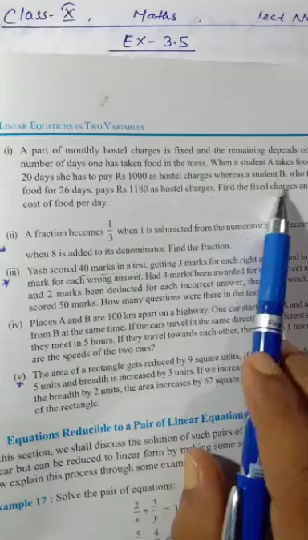 Class- X, Maths, Lect N
EX - 3.5
LINEAR EQUATIONS IN TWO VARIABLES
(i) A part of monthly hostel charges is fixed and the remaining depends on
number of days one has taken food in the mess. When a student A takes food
20 days she has to pay Rs 1000 as hostel charges whereas a student B, who
food for 26 days, pays Rs 1180 as hostel charges. Find the fixed charges an
cost of food per day.
(ii) A fraction becomes 1/3 when 1 is subtracted from the numerator
when 8 is added to its denominator. Find the fraction.
(iii) Yash scored 40 marks in a test, getting 3 marks for each right
mark for each wrong answer. Had 4 marks been awarded for
and 2 marks been deducted for each incorrect answer, then
scored 50 marks. How many questions were there in the test
(iv) Places A and B are 100 km apart on a highway. One car start
from B at the same time. If the cars travel in the same direc
they meet in 5 hours. If they travel towards each other, the
are the speeds of the two cars?
(v) The area of a rectangle gets reduced by 9 square units, if
5 units and breadth is increased by 3 units. If we increase
the breadth by 2 units, the area increases by 67 square
of the rectangle.
Equations Reducible to a Pair of Linear Equation
this section, we shall discuss the solution of such pairs of
ear but can be reduced to linear form by making some s
w explain this process through some exam
xample 17 : Solve the pair of equations:
2/x + 3/y = 1
5 4